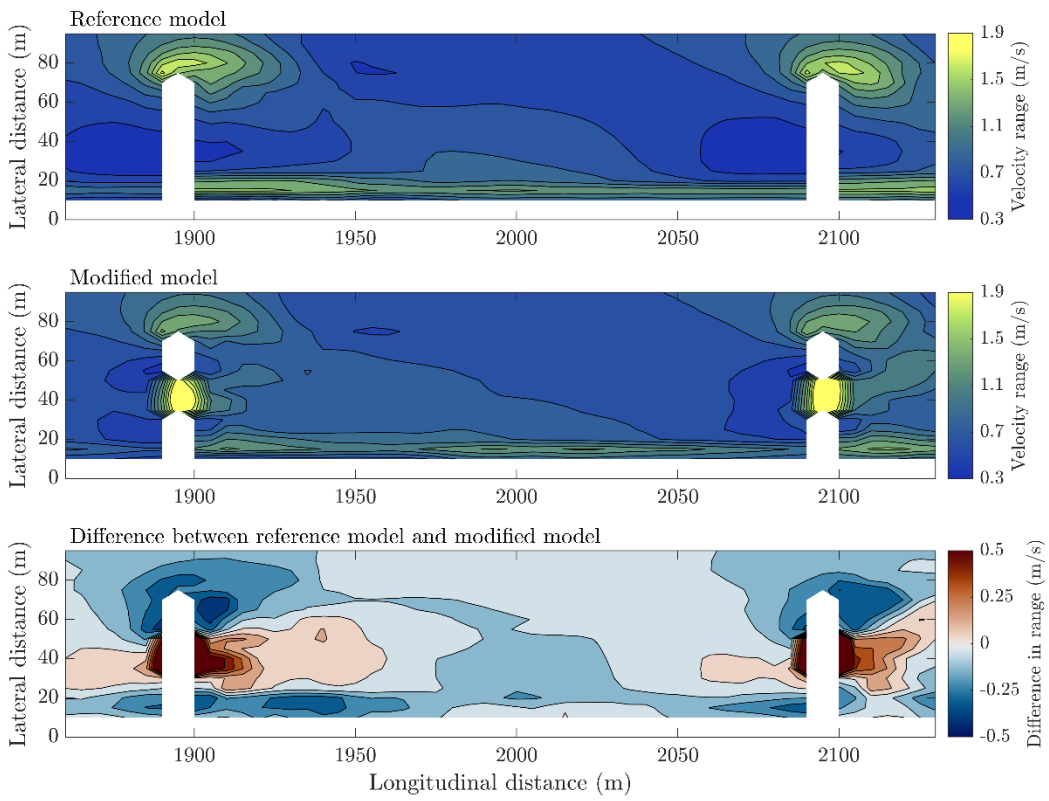 Reference model
Lateral distance (m)
80
60
40
20
0
1900 1950 2000 2050 2100
1.9
1.5
1.1
0.7
0.3
Velocity range (m/s)
Modified model
Lateral distance (m)
80
60
40
20
0
1900 1950 2000 2050 2100
1.9
1.5
1.1
0.7
0.3
Velocity range (m/s)
Difference between reference model and modified model
Lateral distance (m)
80
60
40
20
0
1900 1950 2000 2050 2100
Longitudinal distance (m)
0.5
0.25
0
-0.25
-0.5
Difference in range (m/s)